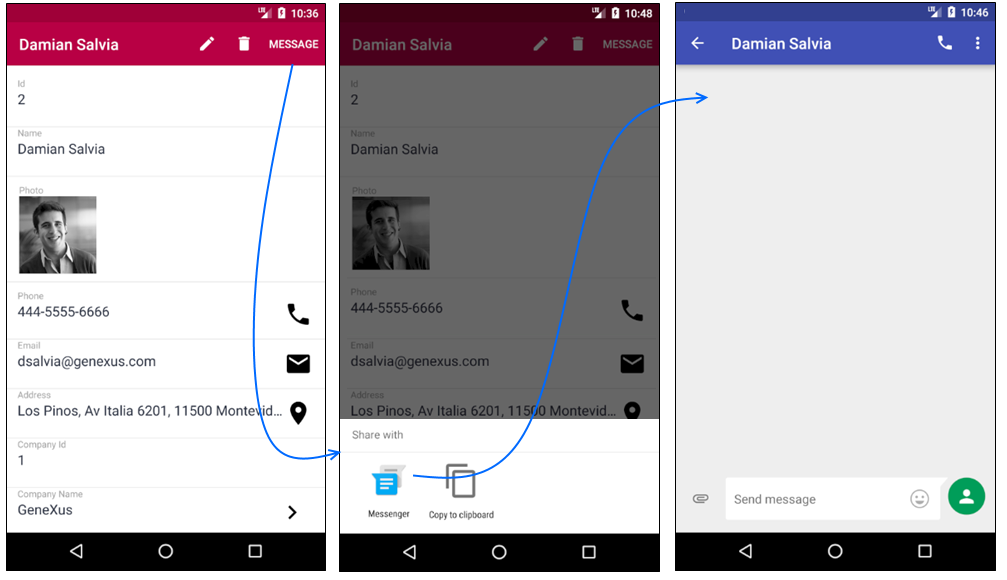 LTE 10:36
Damian Salvia MESSAGE
Id
2
Name
Damian Salvia
Photo
Phone
444-5555-6666
Email
dsalvia@genexus.com
Address
Los Pinos, Av Italia 6201, 11500 Montevid...
Company Id
1
Company Name
GeneXus
LTE 10:48
Damian Salvia MESSAGE
Id
2
Name
Damian Salvia
Photo
Phone
444-5555-6666
Email
dsalvia@genexus.com
Address
Los Pinos, Av Italia 6201, 11500 Montevid...
Share with
Messenger Copy to clipboard
LTE 10:46
Damian Salvia
Send message